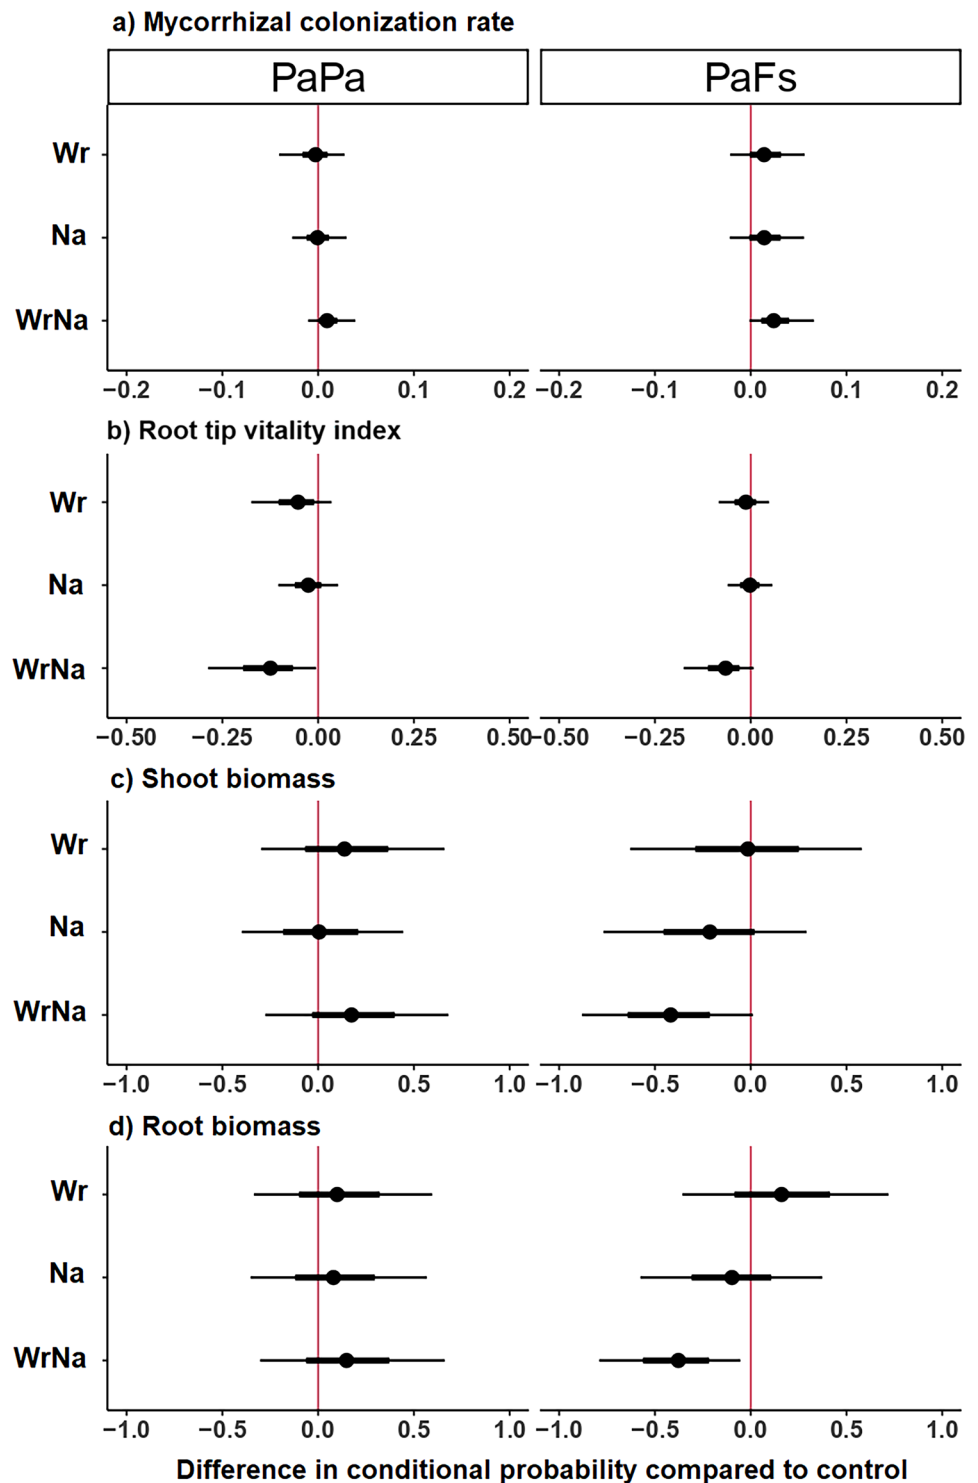 a) Mycorrhizal colonization rate
PaPa PaFs
Wr
Na
WrNa
−0.2 −0.1 0.0 0.1 0.2 −0.2 −0.1 0.0 0.1 0.2
b) Root tip vitality index
Wr
Na
WrNa
−0.50 −0.25 0.00 0.25 0.50 −0.50 −0.25 0.00 0.25 0.50
c) Shoot biomass
Wr
Na
WrNa
−1.0 −0.5 0.0 0.5 1.0 −1.0 −0.5 0.0 0.5 1.0
d) Root biomass
Wr
Na
WrNa
−1.0 −0.5 0.0 0.5 1.0 −1.0 −0.5 0.0 0.5 1.0
Difference in conditional probability compared to control